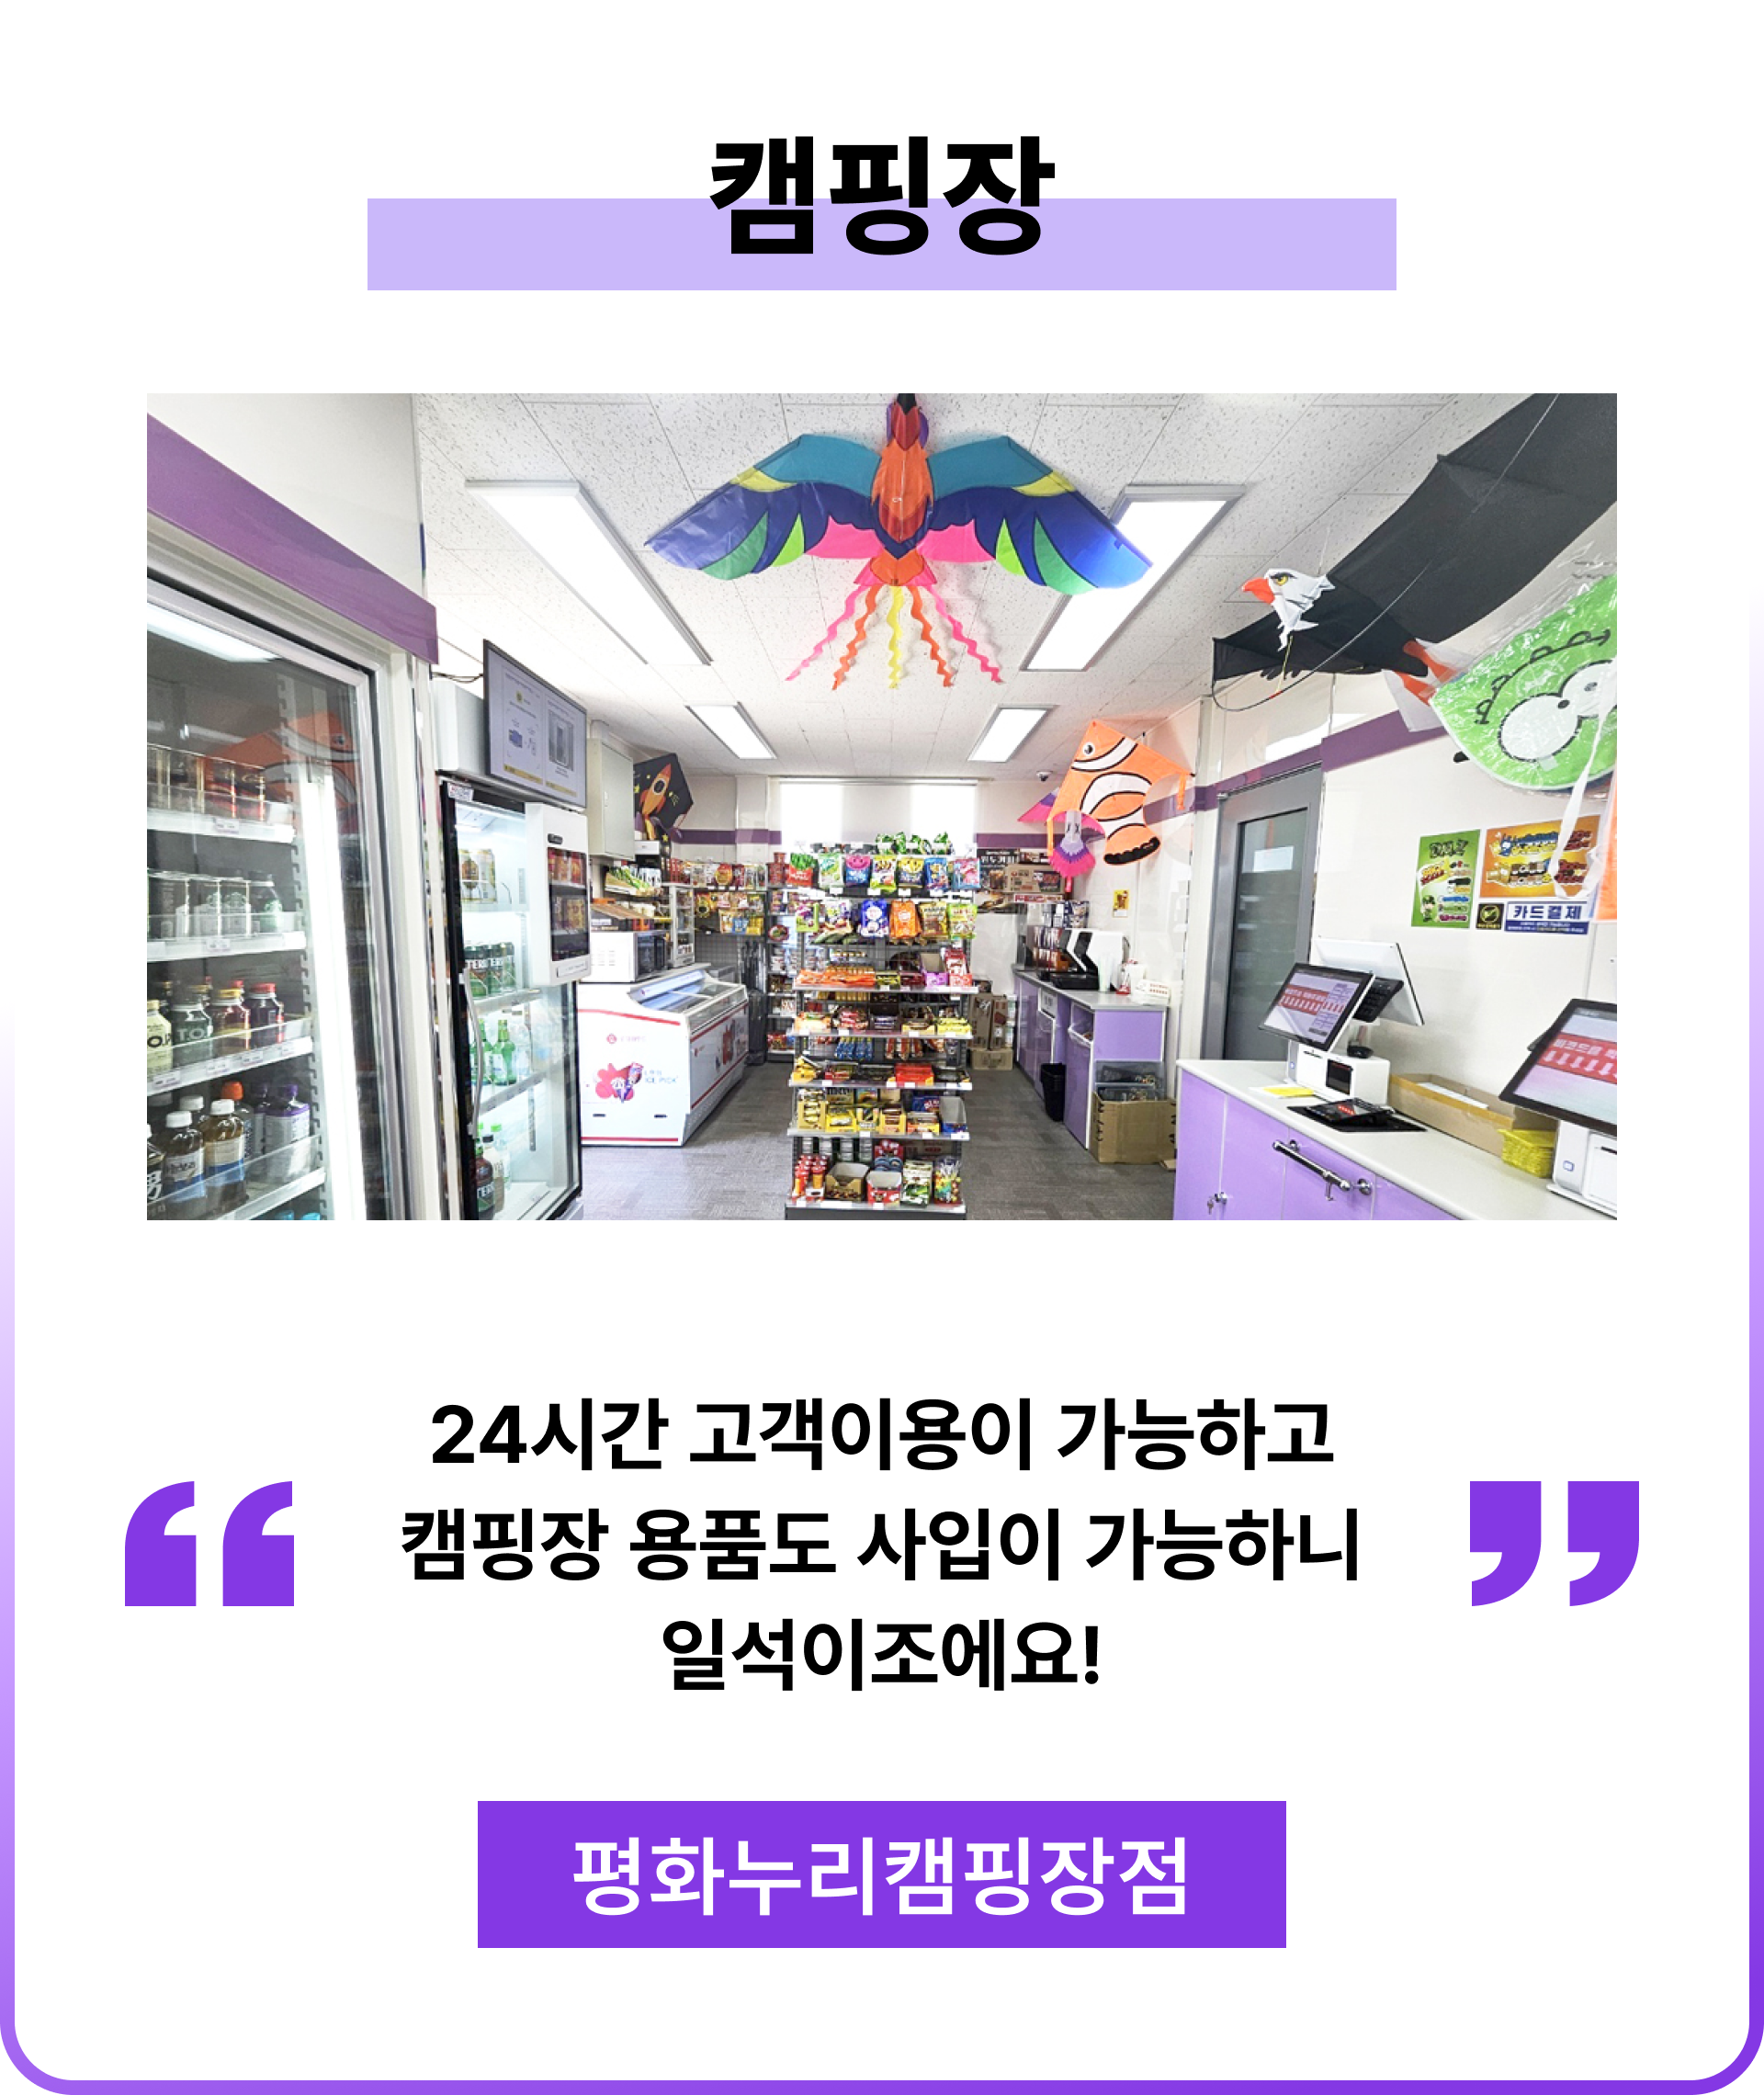 캠핑장
카드결제
ICE PICK
24시간 고객이용이 가능하고
캠핑장 용품도 사입이 가능하니
일석이조에요!
평화누리캠핑장점